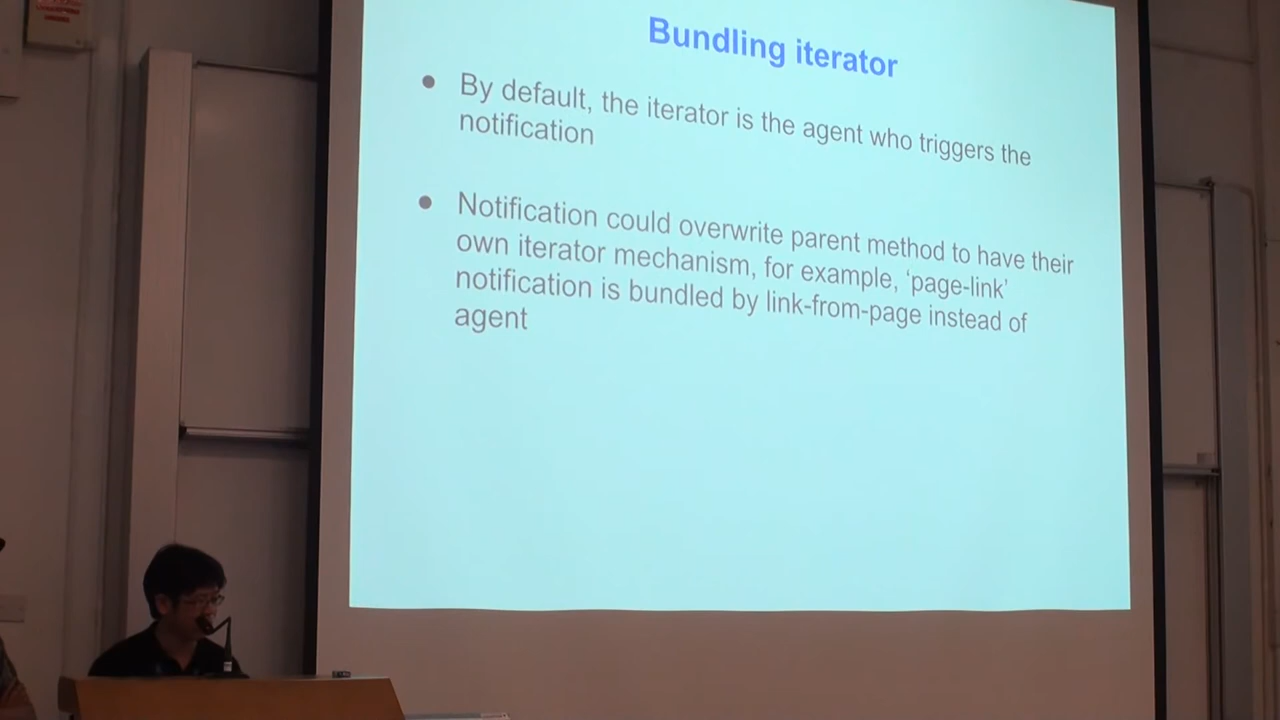 Bundling iterator
● By default, the iterator is the agent who triggers the
notification
● Notification could overwrite parent method to have their
own iterator mechanism, for example, ‘page-link’
notification is bundled by link-from-page instead of
agent